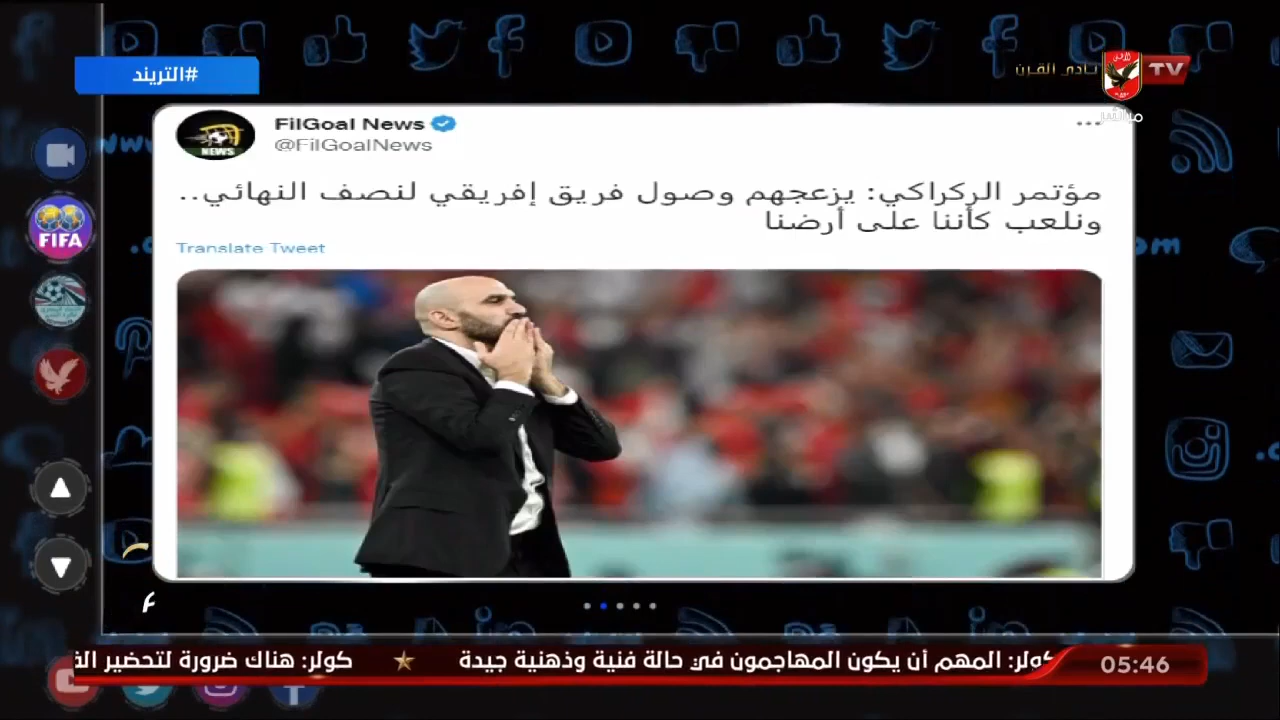 #التريند
نادي القرن
TV
مباشر
FilGoal News
@FilGoalNews
NEWS
مؤتمر الركراكي: يزعجهم وصول فريق إفريقي لنصف النهائي..
ونلعب كأننا على أرضنا
Translate Tweet
FIFA
كولر: المهم أن يكون المهاجمون في حالة فنية وذهنية جيدة
كولر: هناك ضرورة لتحضير
05:46